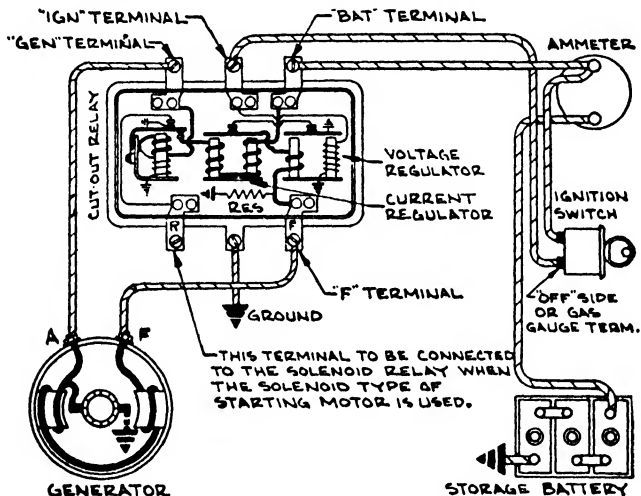 "IGN" TERMINAL
"BAT" TERMINAL
"GEN" TERMINAL
AMMETER
CUT-OUT RELAY
VOLTAGE
REGULATOR
CURRENT
REGULATOR
RES
IGNITION
SWITCH
R
F
"F" TERMINAL
"OFF" SIDE
OR GAS
GAUGE TERM.
GROUND
A
F
THIS TERMINAL TO BE CONNECTED
TO THE SOLENOID RELAY WHEN
THE SOLENOID TYPE OF
STARTING MOTOR IS USED.
GENERATOR
STORAGE BATTERY